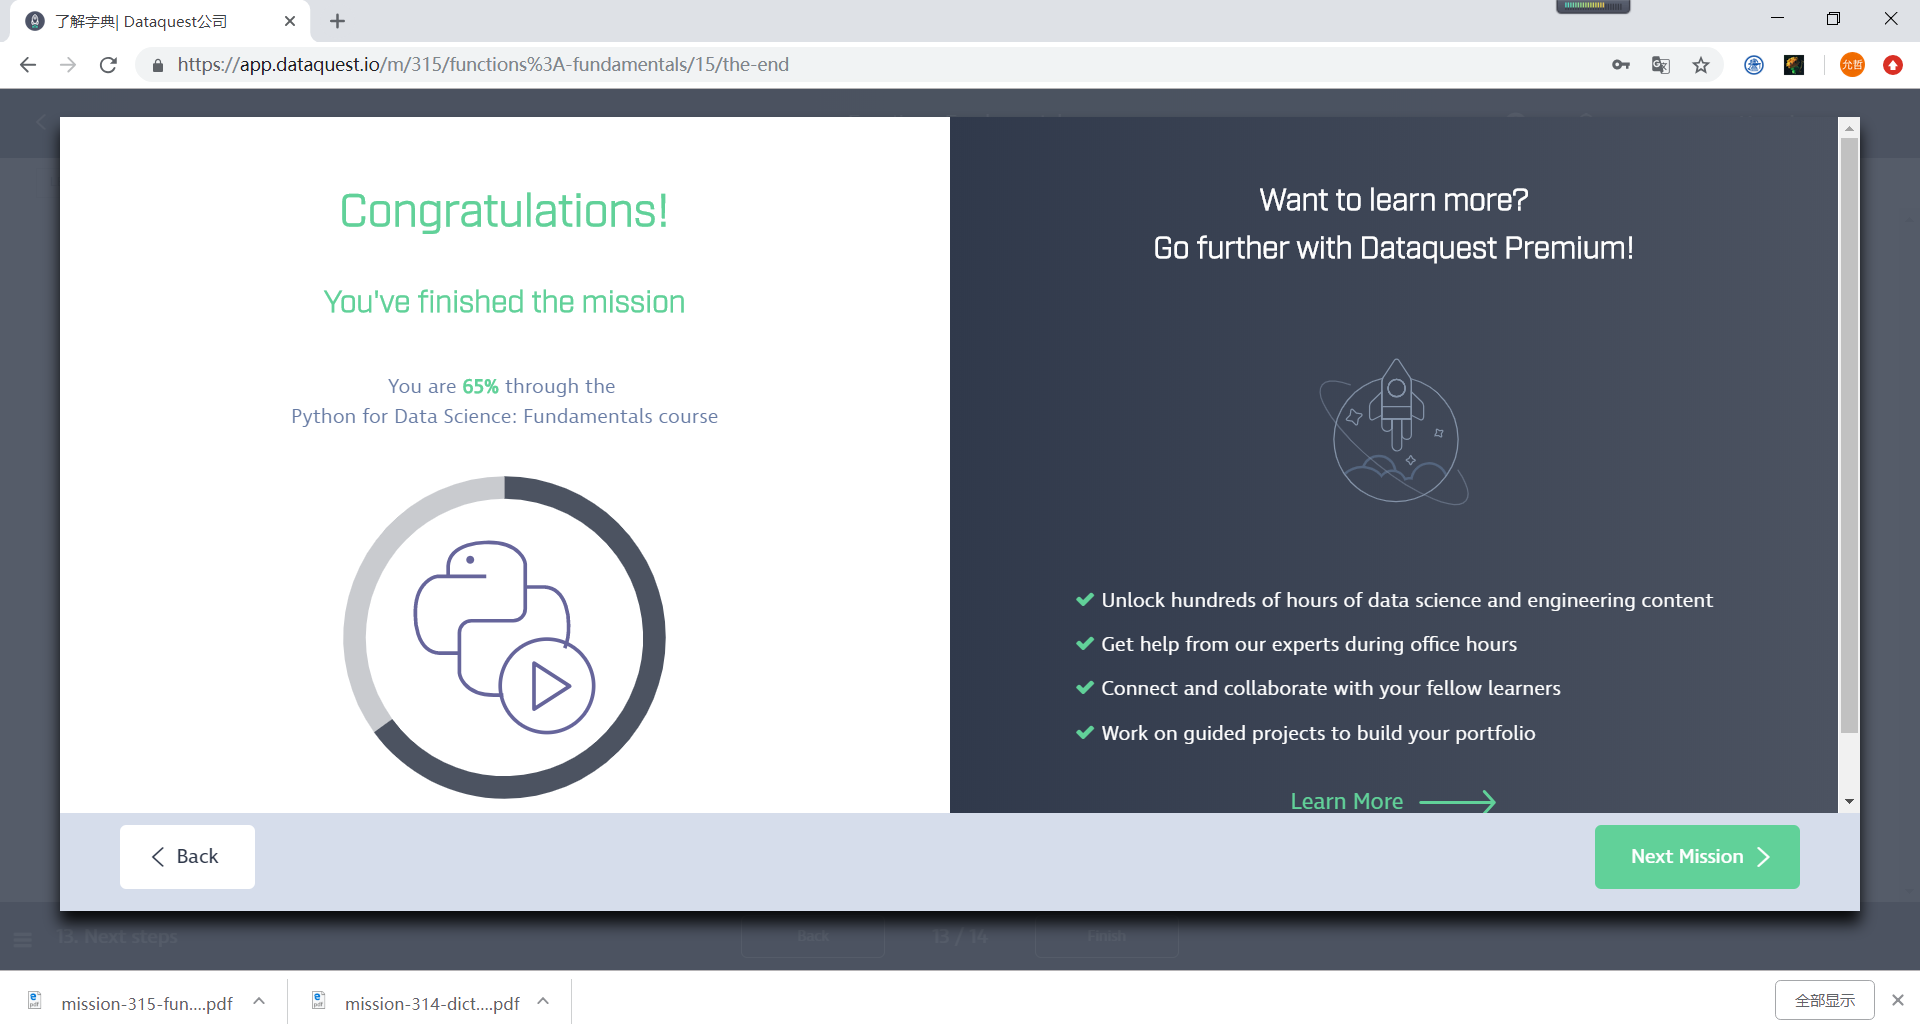 了解字典| Dataquest公司
https://app.dataquest.io/m/315/functions%3A-fundamentals/15/the-end
允哲
Congratulations!
You've finished the mission
You are 65% through the
Python for Data Science: Fundamentals course
Want to learn more?
Go further with Dataquest Premium!
Unlock hundreds of hours of data science and engineering content
Get help from our experts during office hours
Connect and collaborate with your fellow learners
Work on guided projects to build your portfolio
Learn More
Back
Next Mission
13. Next steps
Back
13 / 14
Finish
mission-315-fun....pdf
mission-314-dict....pdf
全部显示